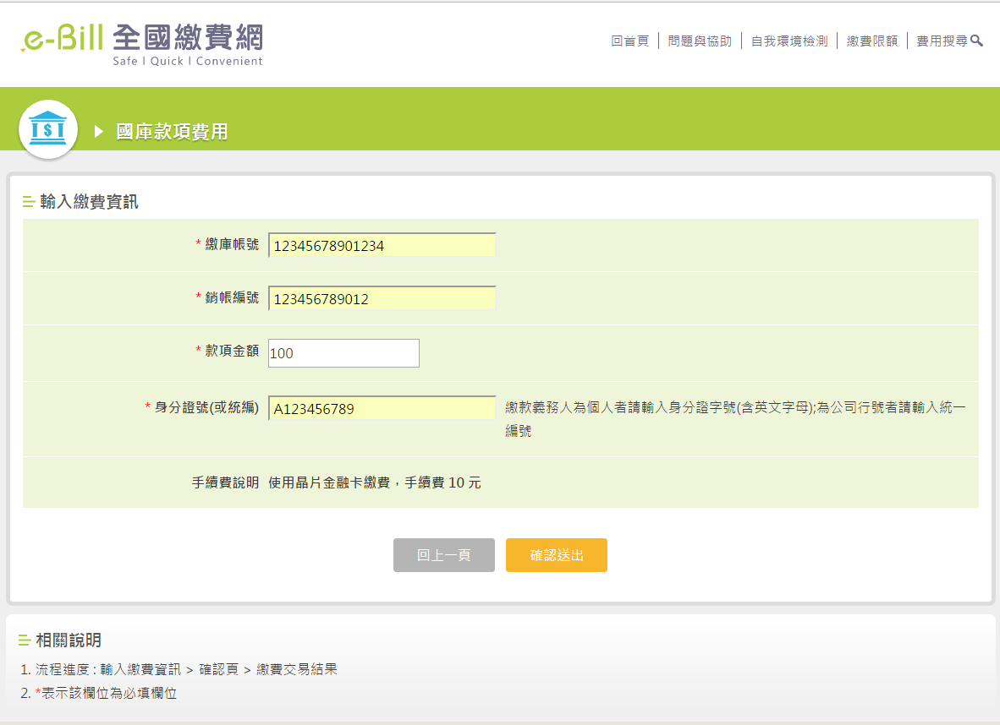 e-Bill 全國繳費網
Safe | Quick | Convenient
回首頁 | 問題與協助 | 自我環境檢測 | 繳費限額 | 費用搜尋
國庫款項費用
輸入繳費資訊
* 繳庫帳號 12345678901234
* 銷帳編號 123456789012
* 款項金額 100
* 身分證號(或統編) A123456789 繳款義務人為個人者請輸入身分證字號(含英文字母);為公司行號者請輸入統一
編號
手續費說明 使用晶片金融卡繳費，手續費 10 元
回上一頁 確認送出
相關說明
1. 流程進度 : 輸入繳費資訊 > 確認頁 > 繳費交易結果
2. *表示該欄位為必填欄位